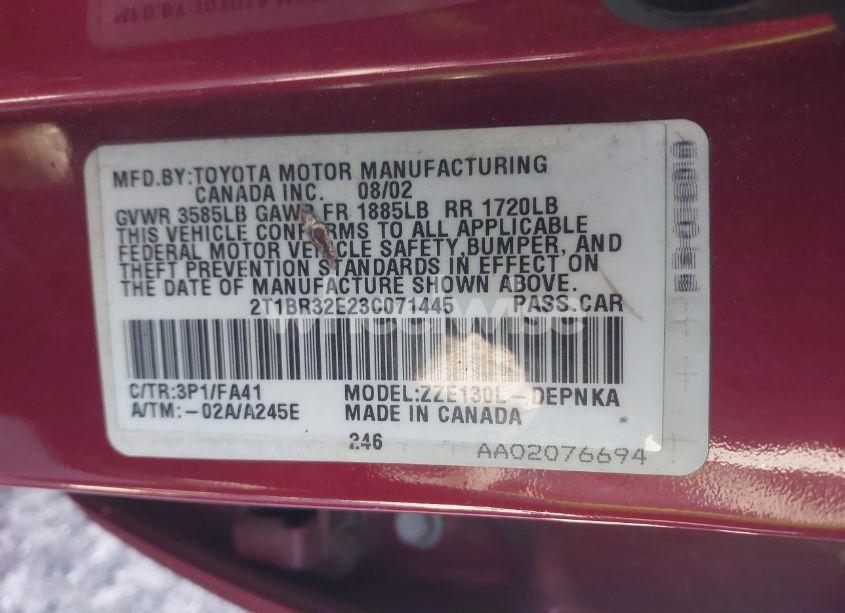 MFD.BY:TOYOTA MOTOR MANUFACTURING
CANADA INC. 08/02
GVWR 3585LB GAWR FR 1885LB RR 1720LB
THIS VEHICLE CONFORMS TO ALL APPLICABLE
FEDERAL MOTOR VEHICLE SAFETY,BUMPER, AND
THEFT PREVENTION STANDARDS IN EFFECT ON
THE DATE OF MANUFACTURE SHOWN ABOVE.
2T1BR32E23C071445 PASS.CAR
C/TR:3P1/FA41 MODEL:ZZE130L-DEPNKA
A/TM:-02A/A245E MADE IN CANADA
246 AA02076694